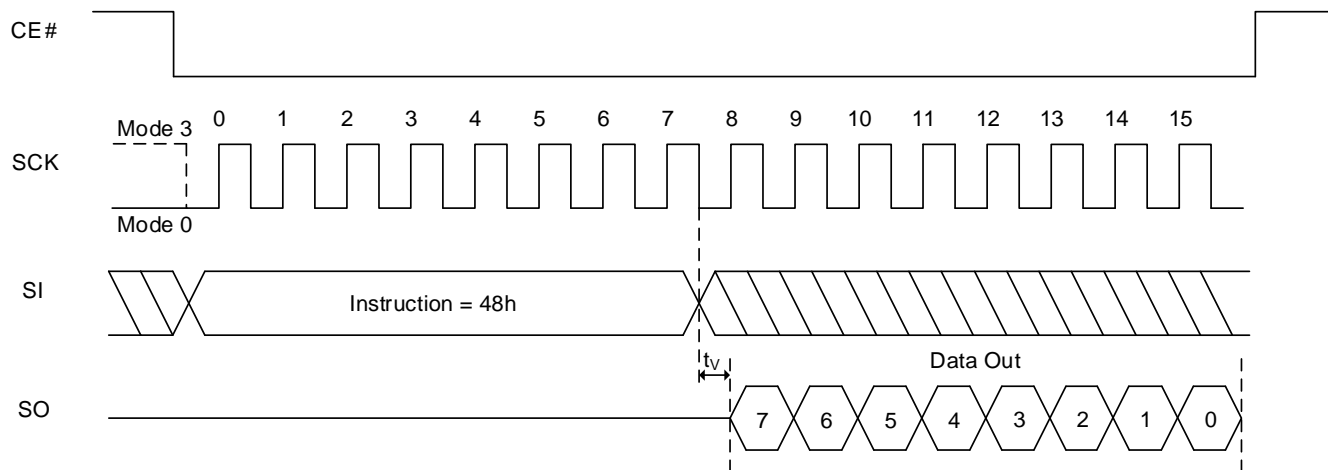 CE#
Mode 3
0 1 2 3 4 5 6 7 8 9 10 11 12 13 14 15
SCK
Mode 0
SI
Instruction = 48h
tV
Data Out
SO
7 6 5 4 3 2 1 0